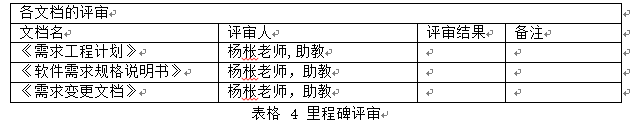 各文档的评审
文档名 评审人 评审结果 备注
《需求工程计划》 杨枨老师,助教
《软件需求规格说明书》 杨枨老师，助教
《需求变更文档》 杨枨老师，助教
表格 4 里程碑评审